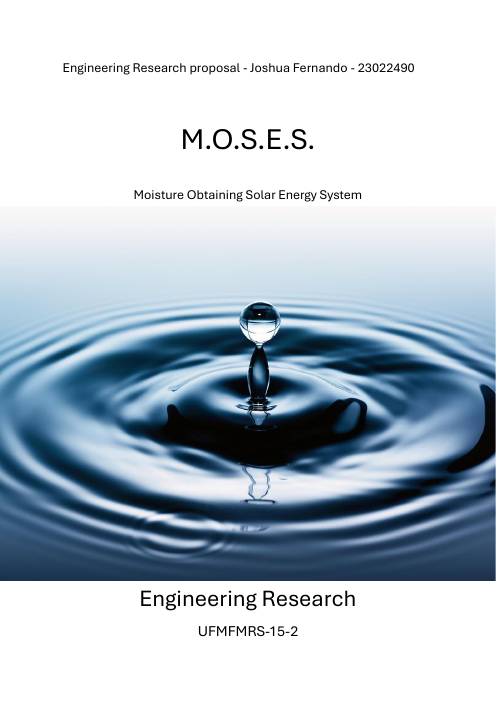 Engineering Research proposal - Joshua Fernando - 23022490
M.O.S.E.S.
Moisture Obtaining Solar Energy System
Engineering Research
UFMFMRS-15-2